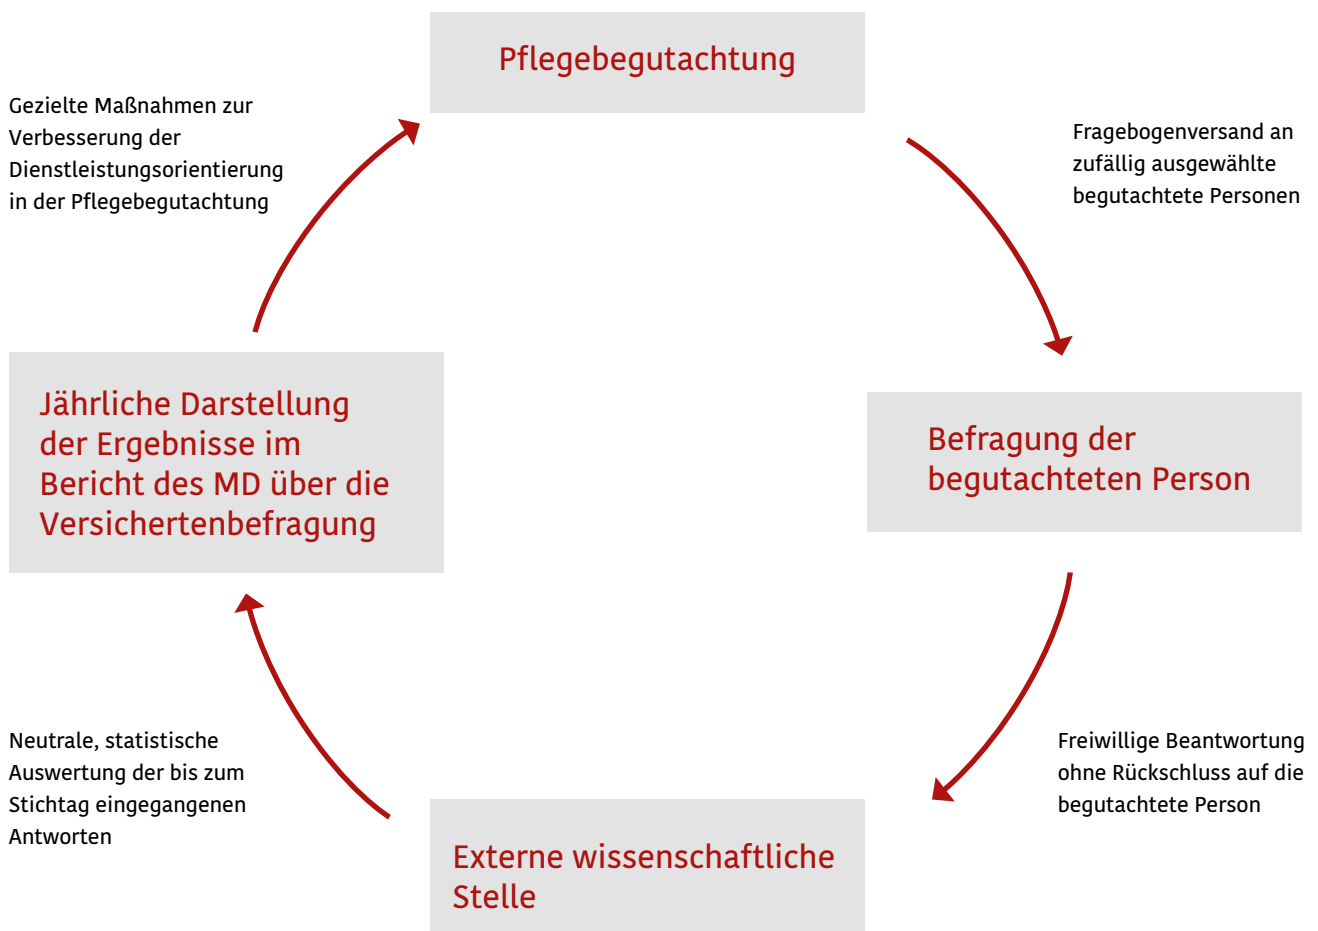 Pflegebegutachtung
Gezielte Maßnahmen zur
Verbesserung der
Dienstleistungsorientierung
in der Pflegebegutachtung
Fragebogenversand an
zufällig ausgewählte
begutachtete Personen
Jährliche Darstellung
der Ergebnisse im
Bericht des MD über die
Versichertenbefragung
Befragung der
begutachteten Person
Neutrale, statistische
Auswertung der bis zum
Stichtag eingegangenen
Antworten
Freiwillige Beantwortung
ohne Rückschluss auf die
begutachtete Person
Externe wissenschaftliche
Stelle